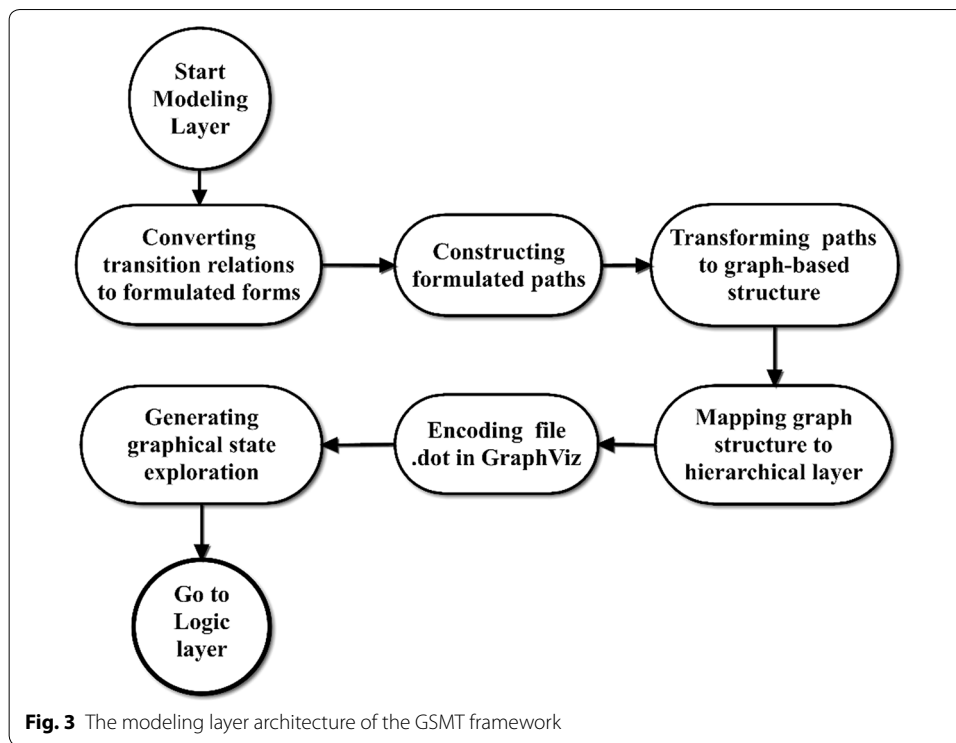 Start
Modeling
Layer
Converting
transition relations
to formulated forms
Constructing
formulated paths
Transforming paths
to graph-based
structure
Mapping graph
structure to
hierarchical layer
Encoding file
.dot in GraphViz
Generating
graphical state
exploration
Go to
Logic
layer
Fig. 3 The modeling layer architecture of the GSMT framework